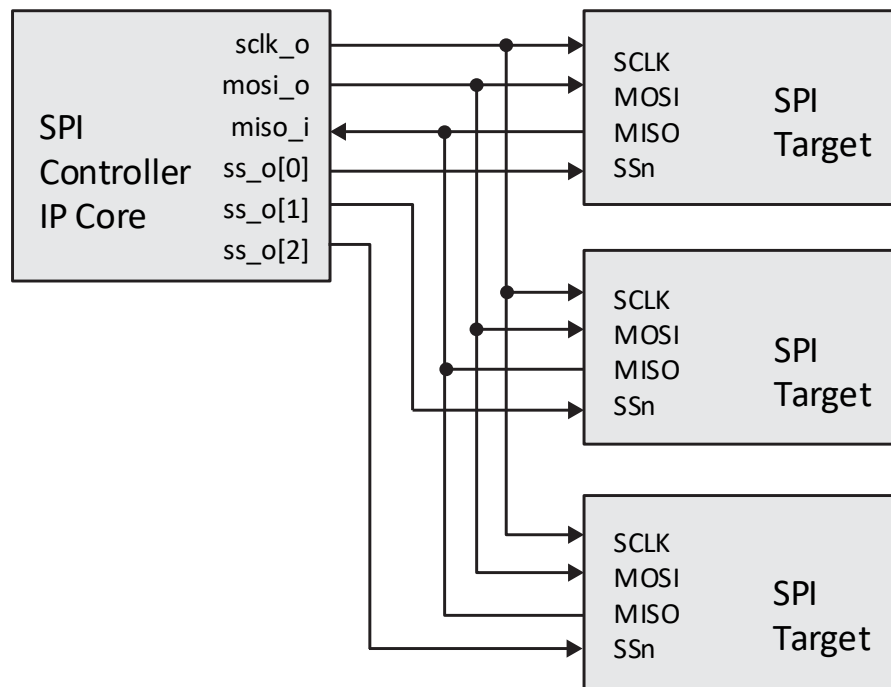 SPI
Controller
IP Core
sclk_o
mosi_o
miso_i
ss_o[0]
ss_o[1]
ss_o[2]
SCLK
MOSI
MISO
SSn
SPI
Target
SCLK
MOSI
MISO
SSn
SPI
Target
SCLK
MOSI
MISO
SSn
SPI
Target